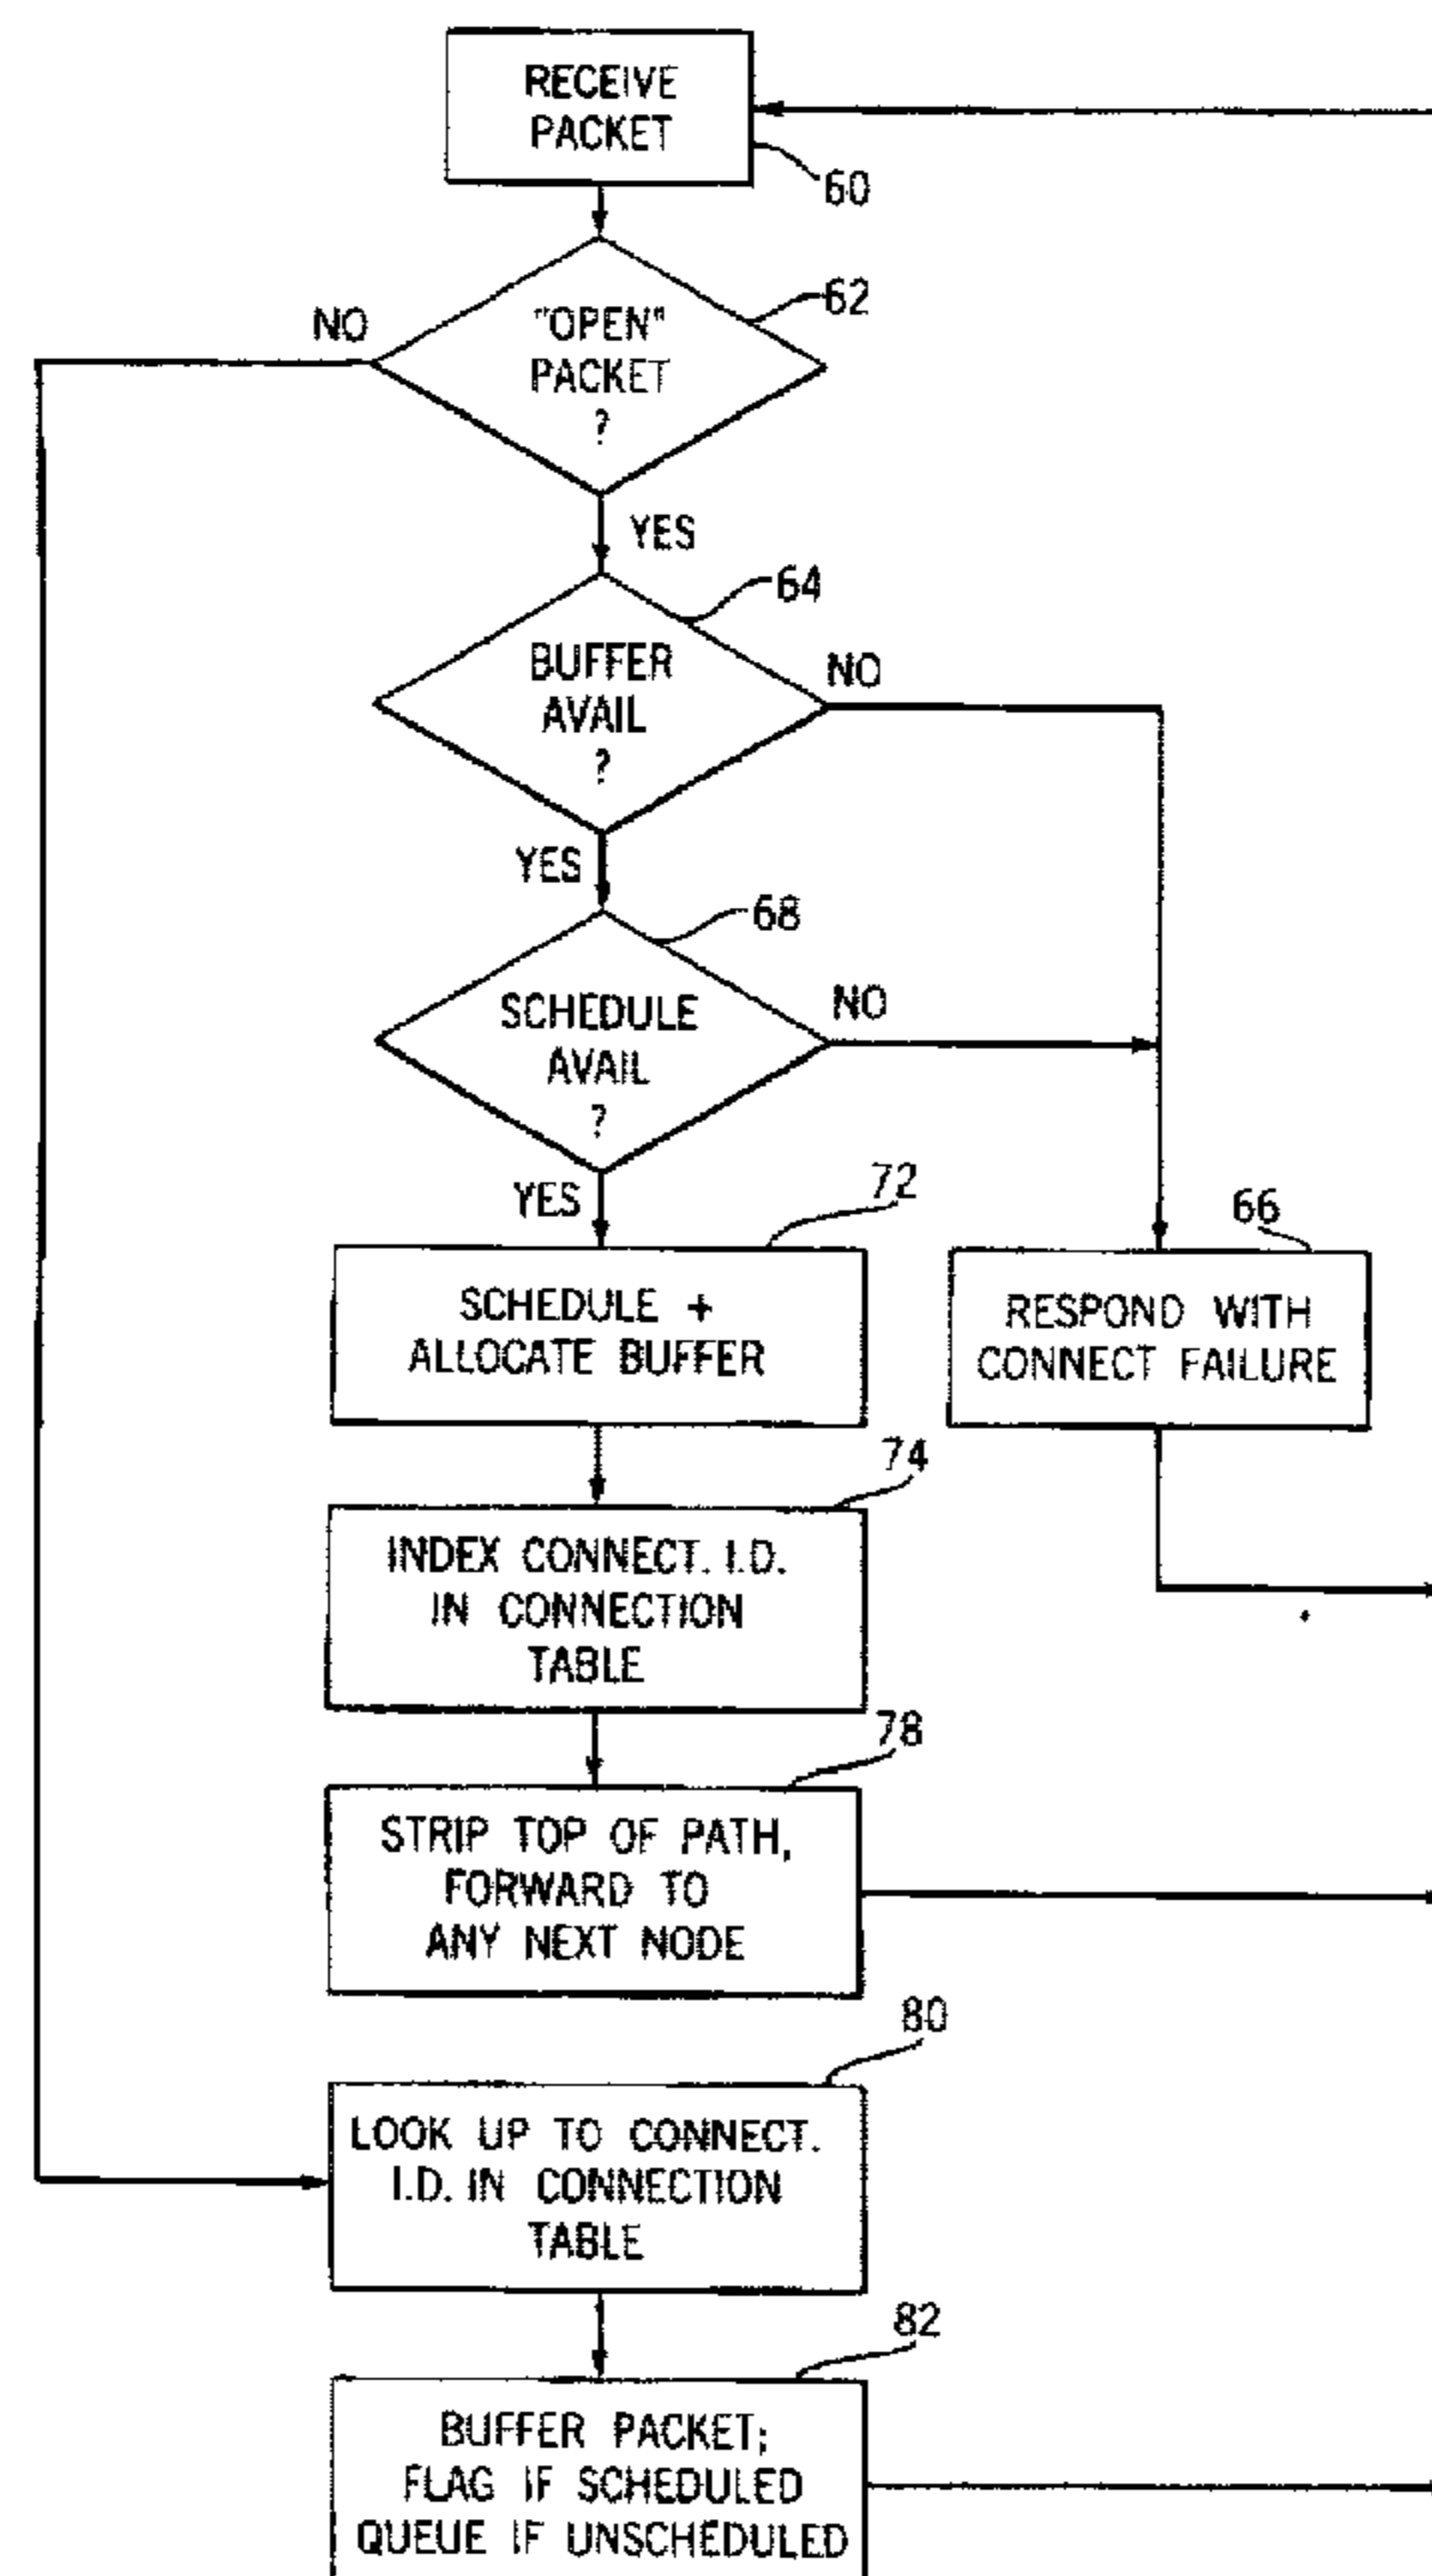 RECEIVE
PACKET
60
62
NO
"OPEN"
PACKET
?
YES
64
BUFFER
AVAIL
?
NO
YES
68
SCHEDULE
AVAIL
?
NO
YES
72
66
SCHEDULE +
ALLOCATE BUFFER
RESPOND WITH
CONNECT FAILURE
74
INDEX CONNECT. I.D.
IN CONNECTION
TABLE
78
STRIP TOP OF PATH,
FORWARD TO
ANY NEXT NODE
80
LOOK UP TO CONNECT.
I.D. IN CONNECTION
TABLE
82
BUFFER PACKET;
FLAG IF SCHEDULED
QUEUE IF UNSCHEDULED